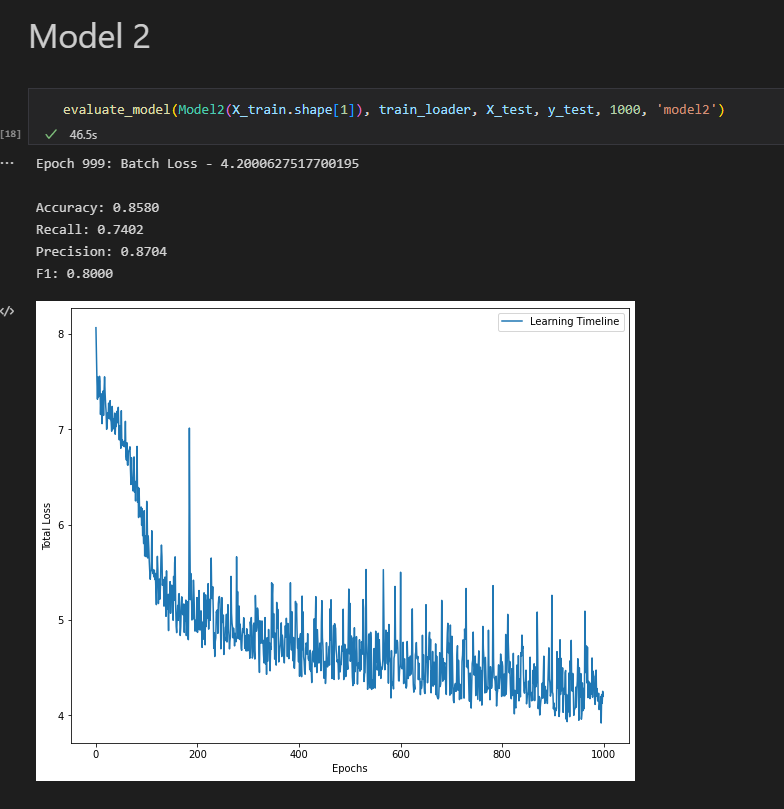 Model 2
evaluate_model(Model2(X_train.shape[1]), train_loader, X_test, y_test, 1000, 'model2')
[18]
46.5s
Epoch 999: Batch Loss - 4.2000627517700195
Accuracy: 0.8580
Recall: 0.7402
Precision: 0.8704
F1: 0.8000
Learning Timeline
8
7
6
5
4
Total Loss
0
200
400
600
800
1000
Epochs